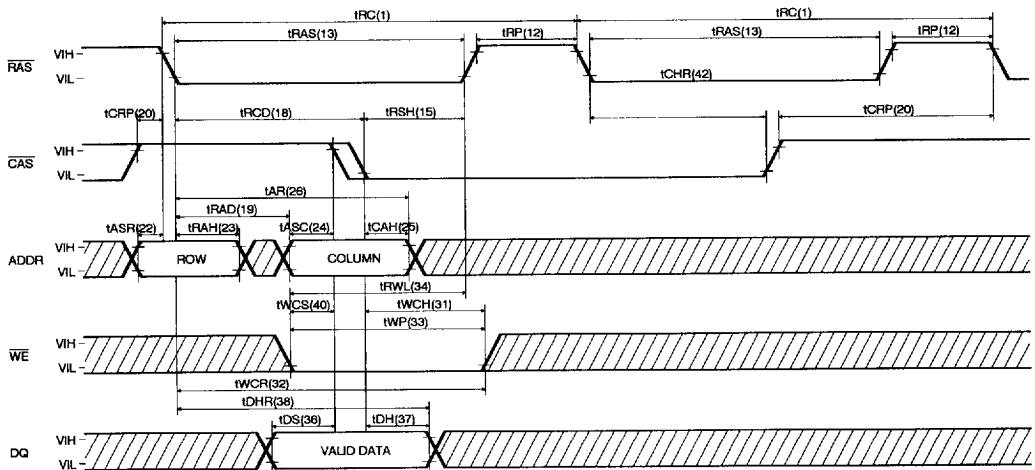 tRC(1) tRC(1)
tRAS(13) tRP(12) tRAS(13) tRP(12)
VIH
RAS
VIL
tCHR(42)
tCRP(20) tRCD(18) tRSH(15) tCRP(20)
VIH
CAS
VIL
tAR(26)
tRAD(19)
tASR(22) tRAH(23) tASC(24) tCAH(25)
VIH
ADDR ROW COLUMN
VIL
tRWL(34)
tWCS(40) tWCH(31)
tWP(33)
VIH
WE
VIL
tWCR(32)
tDHR(38)
tDS(36) tDH(37)
VIH
DQ VALID DATA
VIL